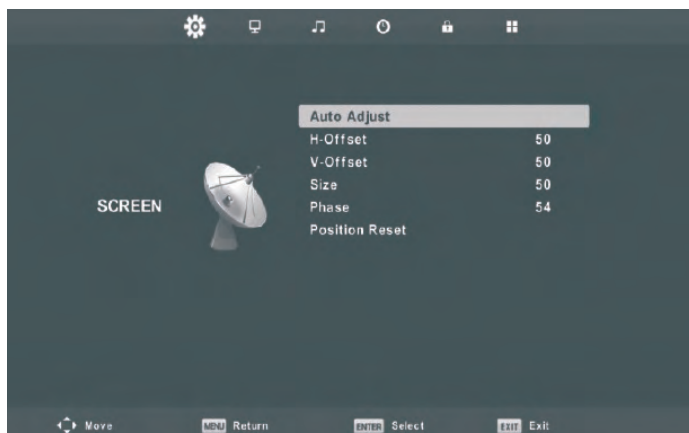 Auto Adjust
H-Offset 50
V-Offset 50
Size 50
SCREEN
Phase 54
Position Reset
Move MENU Return ENTER Select EXIT Exit